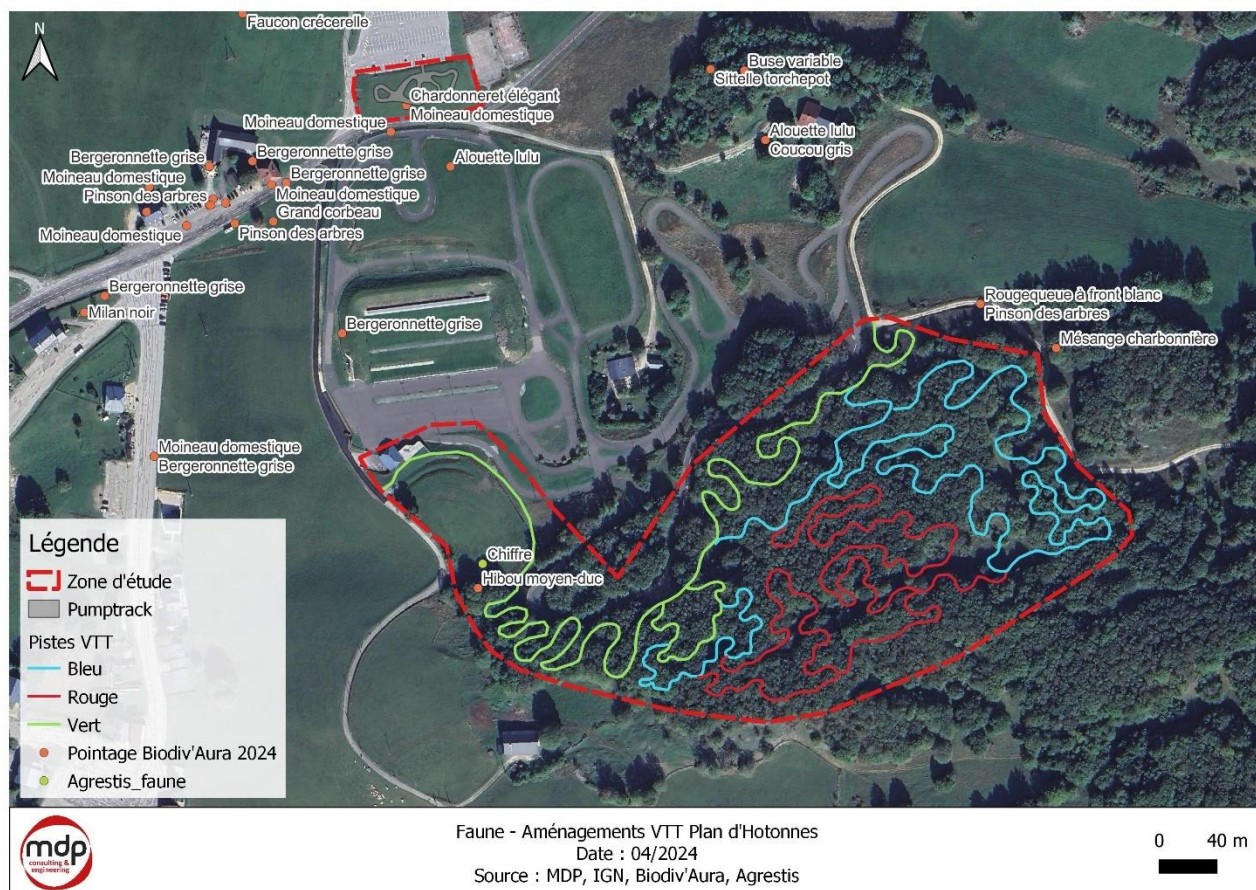 Faucon crécerelle
N
Buse variable
Sittelle torchepot
Chardonneret élégant
Moineau domestique
Moineau domestique
Alouette lulu
Coucou gris
Bergeronnette grise
Bergeronnette grise
Alouette lulu
Moineau domestique
Bergeronnette grise
Pinson des arbres
Moineau domestique
Grand corbeau
Moineau domestique
Pinson des arbres
Bergeronnette grise
Milan noir
Bergeronnette grise
Rougequeue à front blanc
Pinson des arbres
Mésange charbonnière
Moineau domestique
Bergeronnette grise
Chiffre
Hibou moyen-duc
Légende
Zone d'étude
Pumptrack
Pistes VTT
Bleu
Rouge
Vert
Pointage Biodiv'Aura 2024
Agrestis_faune
mdp
consulting &
engineering
Faune - Aménagements VTT Plan d'Hotonnes
Date : 04/2024
Source : MDP, IGN, Biodiv'Aura, Agrestis
0 40 m